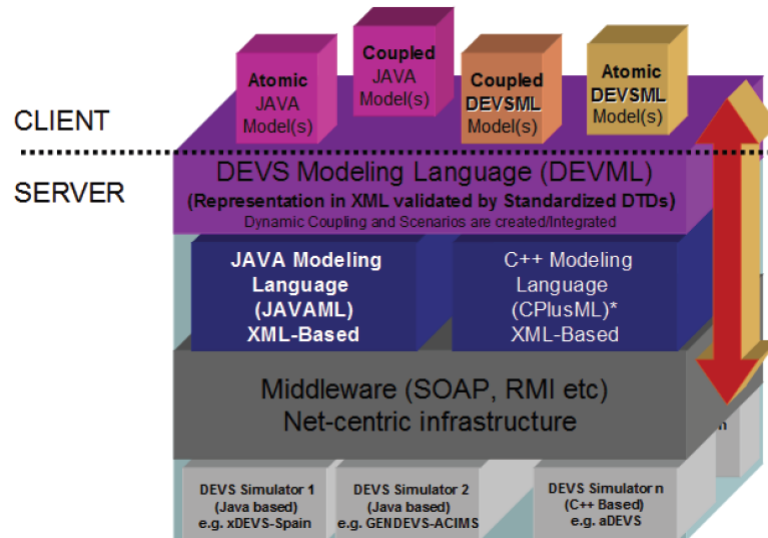 Atomic
JAVA
Model(s)
Coupled
JAVA
Model(s)
Coupled
DEVSML
Model(s)
Atomic
DEVSML
Model(s)
CLIENT
SERVER
DEVS Modeling Language (DEVML)
(Representation in XML validated by Standardized DTDs)
Dynamic Coupling and Scenarios are created/Integrated
JAVA Modeling
Language
(JAVAML)
XML-Based
C++ Modeling
Language
(CPlusML)*
XML-Based
Middleware (SOAP, RMI etc)
Net-centric infrastructure
DEVS Simulator 1
(Java based)
e.g. xDEVS-Spain
DEVS Simulator 2
(Java based)
e.g. GENDEVS-ACIMS
DEVS Simulator n
(C++ Based)
e.g. aDEVS